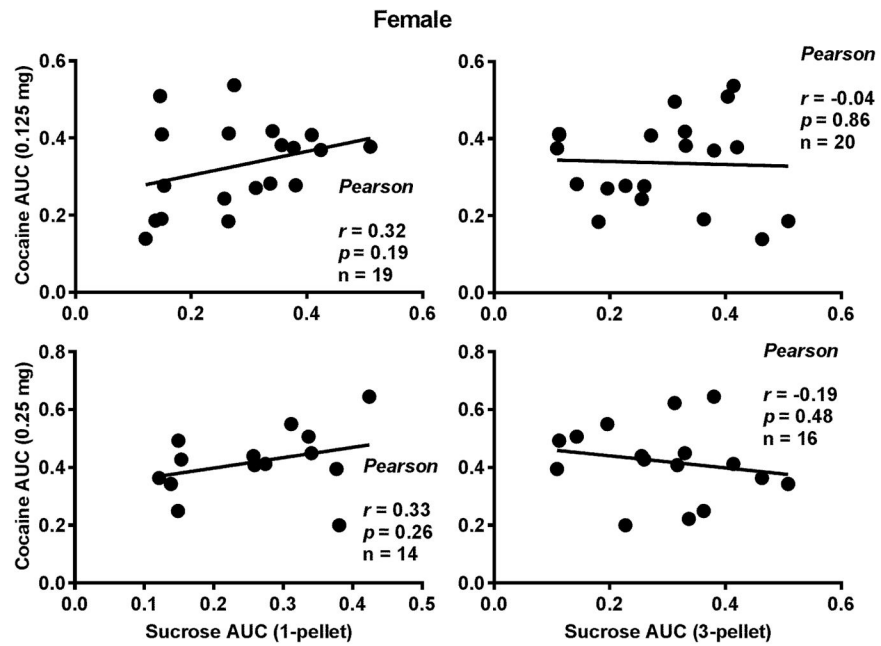 Female
Cocaine AUC (0.125 mg)
0.6
0.4
0.2
0.0
0.0 0.2 0.4 0.6
Pearson
r = 0.32
p = 0.19
n = 19
0.6
0.4
0.2
0.0
0.0 0.2 0.4 0.6
Pearson
r = -0.04
p = 0.86
n = 20
Cocaine AUC (0.25 mg)
0.8
0.6
0.4
0.2
0.0
0.0 0.1 0.2 0.3 0.4 0.5
Sucrose AUC (1-pellet)
Pearson
r = 0.33
p = 0.26
n = 14
0.8
0.6
0.4
0.2
0.0
0.0 0.2 0.4 0.6
Sucrose AUC (3-pellet)
Pearson
r = -0.19
p = 0.48
n = 16